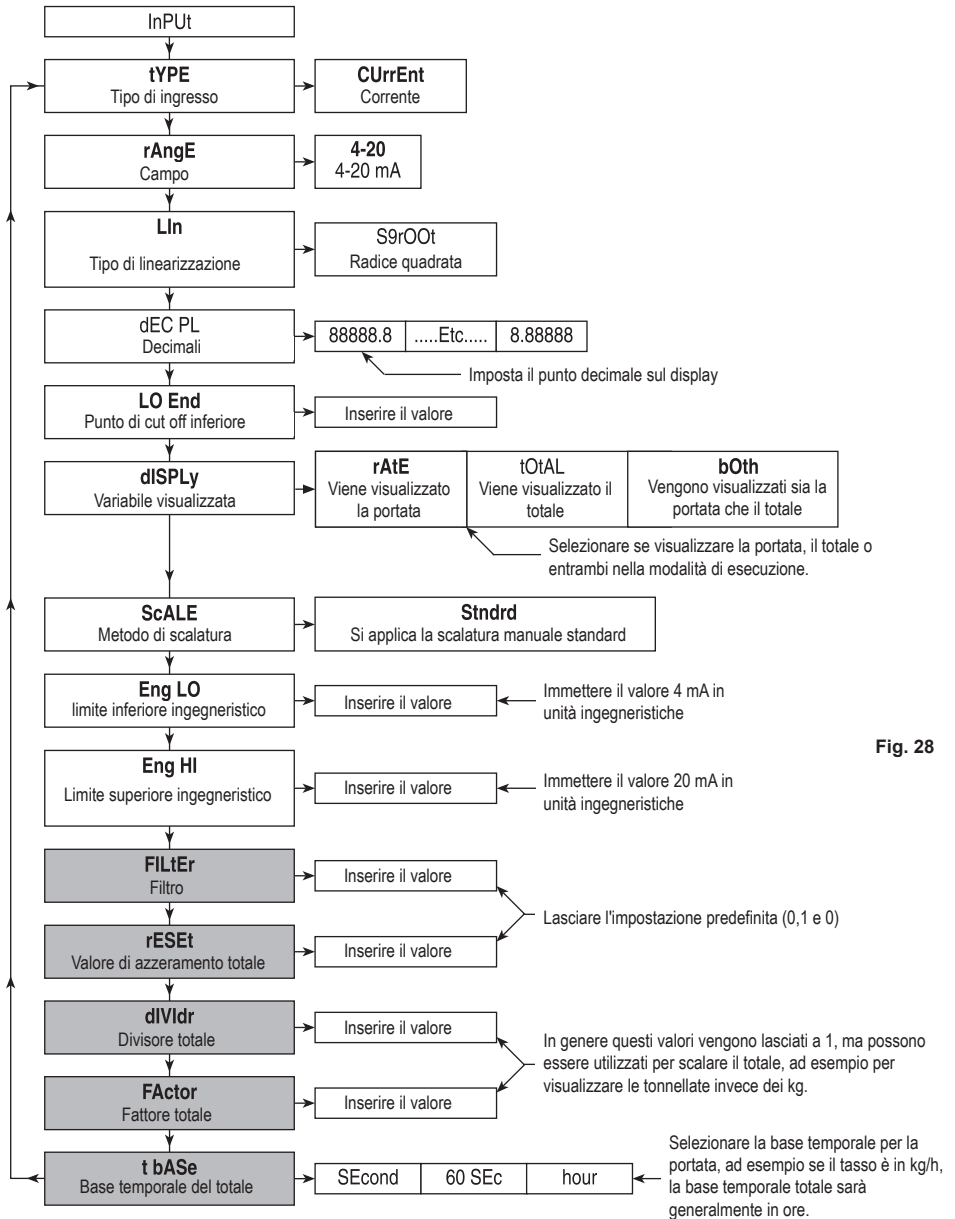 InPUt
tYPE
Tipo di ingresso
CUrrEnt
Corrente
rAngE
Campo
4-20
4-20 mA
LIn
Tipo di linearizzazione
S9rOOt
Radice quadrata
dEC PL
Decimali
88888.8
.....Etc.....
8.88888
Imposta il punto decimale sul display
LO End
Punto di cut off inferiore
Inserire il valore
dISPLy
Variabile visualizzata
rAtE
Viene visualizzato
la portata
tOtAL
Viene visualizzato il
totale
bOth
Vengono visualizzati sia la
portata che il totale
Selezionare se visualizzare la portata, il totale o
entrambi nella modalità di esecuzione.
ScALE
Metodo di scalatura
Stndrd
Si applica la scalatura manuale standard
Eng LO
limite inferiore ingegneristico
Inserire il valore
Immettere il valore 4 mA in
unità ingegneristiche
Fig. 28
Eng HI
Limite superiore ingegneristico
Inserire il valore
Immettere il valore 20 mA in
unità ingegneristiche
FILtEr
Filtro
Inserire il valore
Lasciare l'impostazione predefinita (0,1 e 0)
rESEt
Valore di azzeramento totale
Inserire il valore
dIVIdr
Divisore totale
Inserire il valore
In genere questi valori vengono lasciati a 1, ma possono
essere utilizzati per scalare il totale, ad esempio per
visualizzare le tonnellate invece dei kg.
FActor
Fattore totale
Inserire il valore
t bASe
Base temporale del totale
SEcond
60 SEc
hour
Selezionare la base temporale per la
portata, ad esempio se il tasso è in kg/h,
la base temporale totale sarà
generalmente in ore.